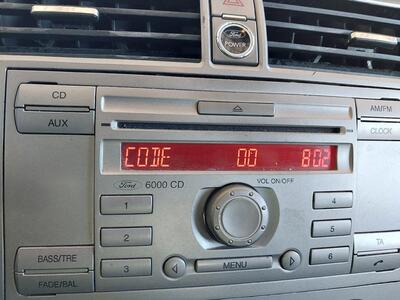 Ford
POWER
CD
AUX
AM/FM
CLOCK
CODE 00 802
Ford 6000 CD
VOL ON/OFF
1
2
3
4
5
6
MENU
BASS/TRE
FADE/BAL
TA